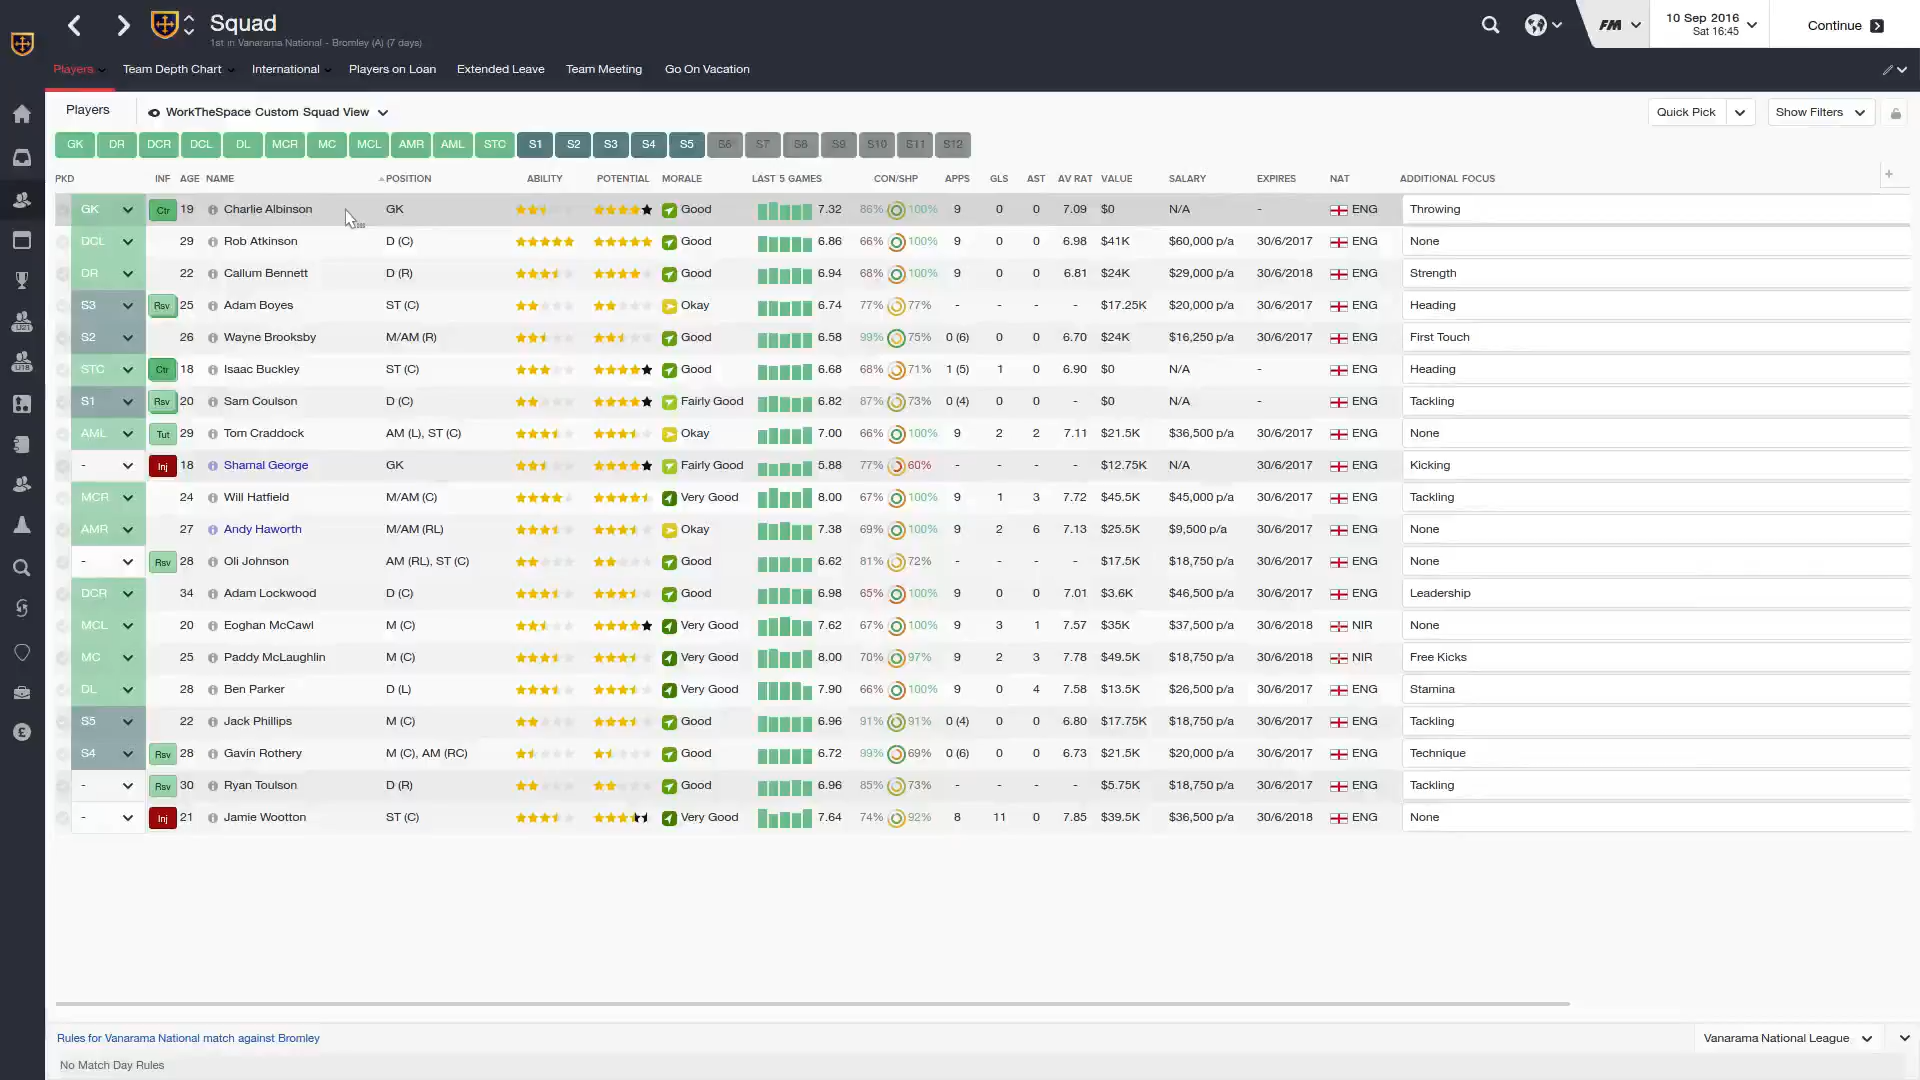 Squad
1st in Vanarama National - Bromley (A) (7 days)
FM
10 Sep 2016
Sat 16:45
Continue
Players Team Depth Chart International Players on Loan Extended Leave Team Meeting Go On Vacation
Players WorkTheSpace Custom Squad View Quick Pick Show Filters
GK DR DCR DCL DL MCR MC MCL AMR AML STC S1 S2 S3 S4 S5 S6 S7 S8 S9 S10 S11 S12
PKD INF AGE NAME POSITION ABILITY POTENTIAL MORALE LAST 5 GAMES CON/SHP APPS GLS AST AV RAT VALUE SALARY EXPIRES NAT ADDITIONAL FOCUS +
GK Ctr 19 Charlie Albinson GK Good 7.32 86% 100% 9 0 0 7.09 $0 N/A - ENG Throwing
DCL 29 Rob Atkinson D (C) Good 6.86 66% 100% 9 0 0 6.98 $41K $60,000 p/a 30/6/2017 ENG None
DR 22 Callum Bennett D (R) Good 6.94 68% 100% 9 0 0 6.81 $24K $29,000 p/a 30/6/2018 ENG Strength
S3 Rsv 25 Adam Boyes ST (C) Okay 6.74 77% 77% - - - - $17.25K $20,000 p/a 30/6/2017 ENG Heading
S2 26 Wayne Brooksby M/AM (R) Good 6.58 99% 75% 0 (6) 0 0 6.70 $24K $16,250 p/a 30/6/2017 ENG First Touch
STC Ctr 18 Isaac Buckley ST (C) Good 6.68 68% 71% 1 (5) 1 0 6.90 $0 N/A - ENG Heading
S1 Rsv 20 Sam Coulson D (C) Fairly Good 6.82 87% 73% 0 (4) 0 0 - $0 N/A - ENG Tackling
AML Tut 29 Tom Craddock AM (L), ST (C) Okay 7.00 66% 100% 9 2 2 7.11 $21.5K $36,500 p/a 30/6/2017 ENG None
- Inj 18 Shamal George GK Fairly Good 5.88 77% 60% - - - - $12.75K N/A 30/6/2017 ENG Kicking
MCR 24 Will Hatfield M/AM (C) Very Good 8.00 67% 100% 9 1 3 7.72 $45.5K $45,000 p/a 30/6/2017 ENG Tackling
AMR 27 Andy Haworth M/AM (RL) Okay 7.38 69% 100% 9 2 6 7.13 $25.5K $9,500 p/a 30/6/2017 ENG None
- Rsv 28 Oli Johnson AM (RL), ST (C) Good 6.62 81% 72% - - - - $17.5K $18,750 p/a 30/6/2017 ENG None
DCR 34 Adam Lockwood D (C) Good 6.98 65% 100% 9 0 0 7.01 $3.6K $46,500 p/a 30/6/2017 ENG Leadership
MCL 20 Eoghan McCawl M (C) Very Good 7.62 67% 100% 9 3 1 7.57 $35K $37,500 p/a 30/6/2018 NIR None
MC 25 Paddy McLaughlin M (C) Very Good 8.00 70% 97% 9 2 3 7.78 $49.5K $18,750 p/a 30/6/2018 NIR Free Kicks
DL 28 Ben Parker D (L) Very Good 7.90 66% 100% 9 0 4 7.58 $13.5K $26,500 p/a 30/6/2017 ENG Stamina
S5 22 Jack Phillips M (C) Good 6.96 91% 91% 0 (4) 0 0 6.80 $17.75K $18,750 p/a 30/6/2017 ENG Tackling
S4 Rsv 28 Gavin Rothery M (C), AM (RC) Good 6.72 99% 69% 0 (6) 0 0 6.73 $21.5K $20,000 p/a 30/6/2017 ENG Technique
- Rsv 30 Ryan Toulson D (R) Good 6.96 85% 73% - - - - $5.75K $18,750 p/a 30/6/2017 ENG Tackling
- Inj 21 Jamie Wootton ST (C) Very Good 7.64 74% 92% 8 11 0 7.85 $39.5K $36,500 p/a 30/6/2018 ENG None
Rules for Vanarama National match against Bromley Vanarama National League
No Match Day Rules